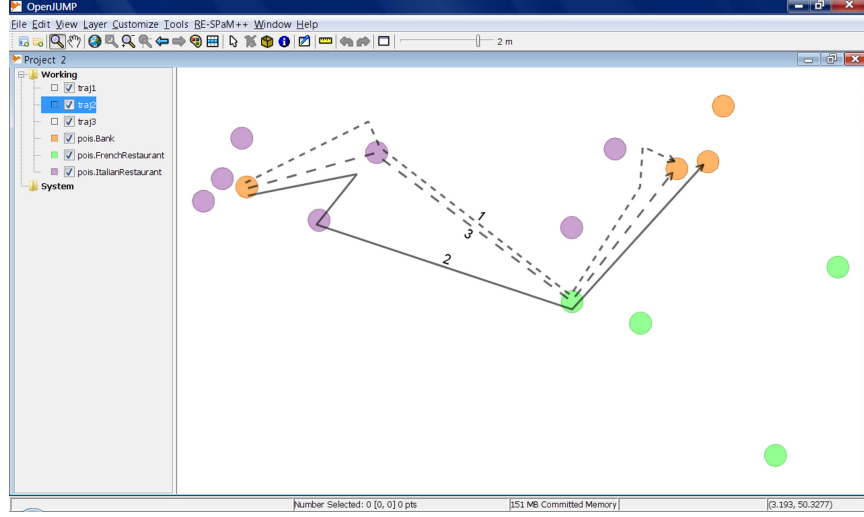 OpenJUMP
File Edit View Layer Customize Tools RE-SPaM++ Window Help
2 m
Project 2
Working
traj1
traj2
traj3
pois.Bank
pois.FrenchRestaurant
pois.ItalianRestaurant
System
1
3
2
Number Selected: 0 [0, 0] 0 pts 151 MB Committed Memory (3.193, 50.3277)